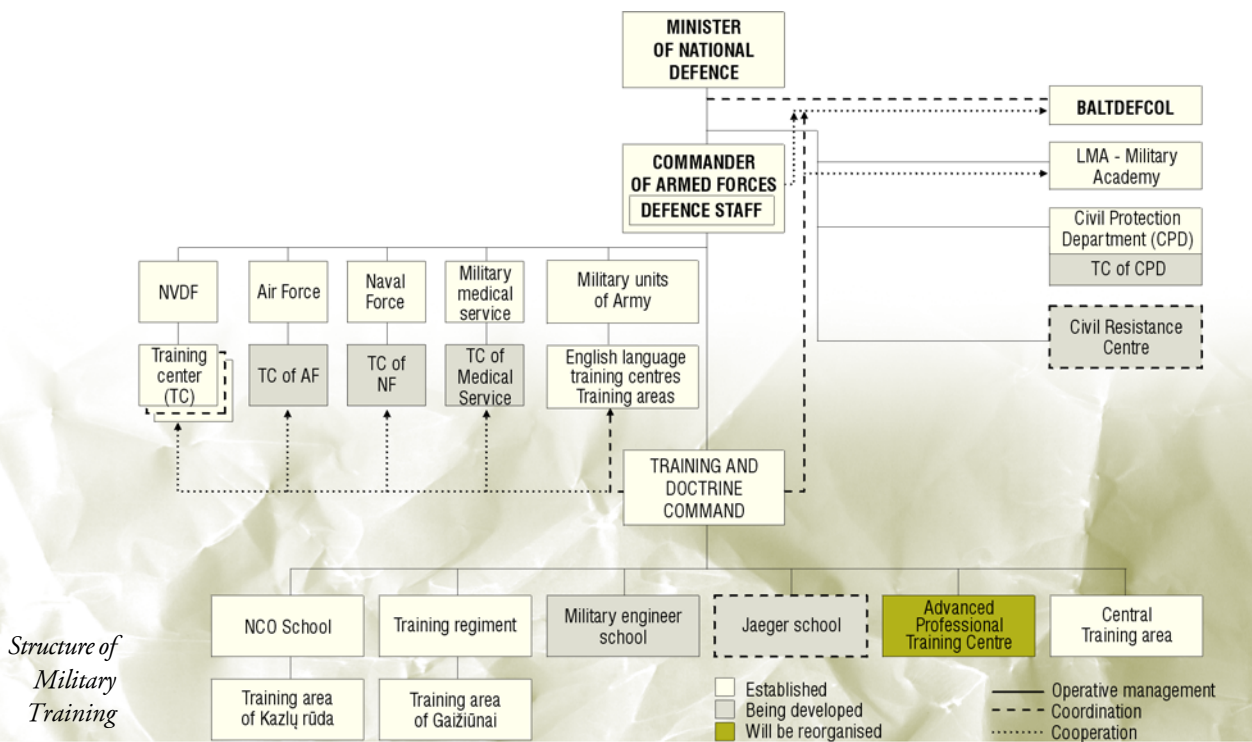 MINISTER
OF NATIONAL
DEFENCE
BALTDEFCOL
COMMANDER
OF ARMED FORCES
DEFENCE STAFF
LMA - Military
Academy
Civil Protection
Department (CPD)
TC of CPD
Civil Resistance
Centre
NVDF
Air Force
Naval
Force
Military
medical
service
Military units
of Army
Training
center
(TC)
TC of AF
TC of
NF
TC of
Medical
Service
English language
training centres
Training areas
TRAINING AND
DOCTRINE
COMMAND
NCO School
Training regiment
Military engineer
school
Jaeger school
Advanced
Professional
Training Centre
Central
Training area
Training area
of Kazlų rūda
Training area
of Gaižiūnai
Structure of
Military
Training
Established
Being developed
Will be reorganised
Operative management
Coordination
Cooperation